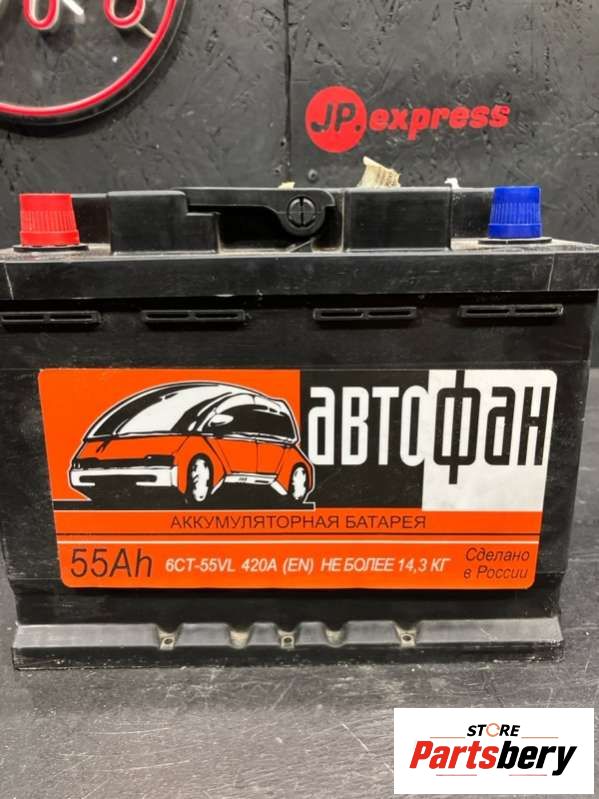 JP.express
автофан
АККУМУЛЯТОРНАЯ БАТАРЕЯ
55Ah 6СТ-55VL 420A (EN) НЕ БОЛЕЕ 14,3 КГ
Сделано
в России
STORE
Partsbery